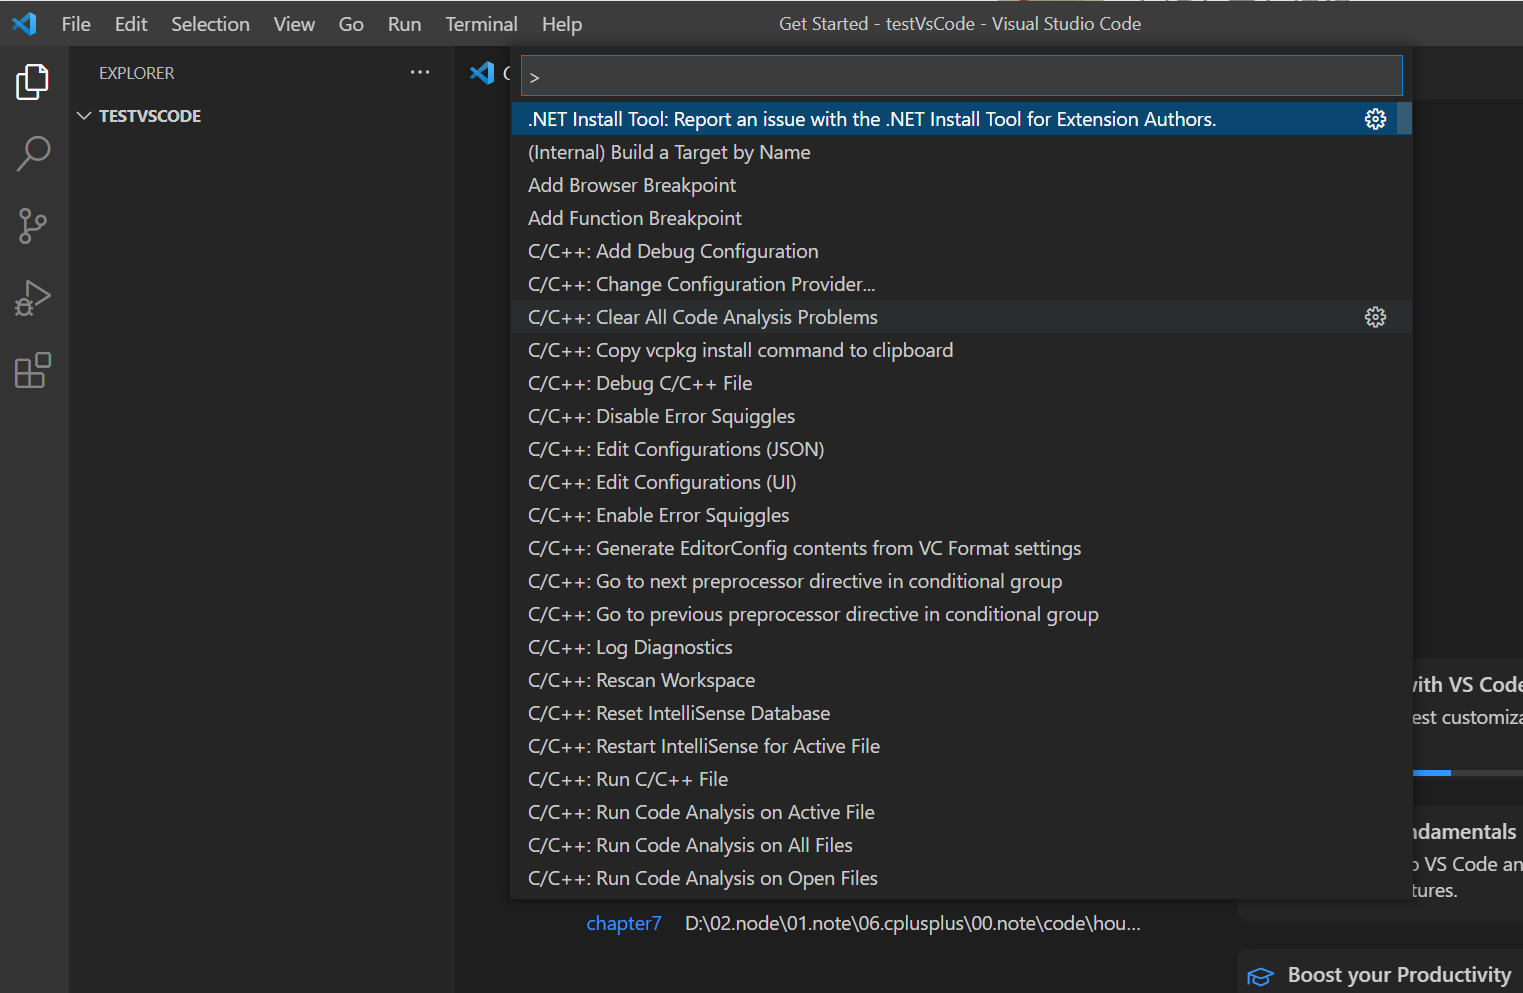 File Edit Selection View Go Run Terminal Help Get Started - testVsCode - Visual Studio Code
EXPLORER
TESTVSCODE
>
.NET Install Tool: Report an issue with the .NET Install Tool for Extension Authors.
(Internal) Build a Target by Name
Add Browser Breakpoint
Add Function Breakpoint
C/C++: Add Debug Configuration
C/C++: Change Configuration Provider...
C/C++: Clear All Code Analysis Problems
C/C++: Copy vcpkg install command to clipboard
C/C++: Debug C/C++ File
C/C++: Disable Error Squiggles
C/C++: Edit Configurations (JSON)
C/C++: Edit Configurations (UI)
C/C++: Enable Error Squiggles
C/C++: Generate EditorConfig contents from VC Format settings
C/C++: Go to next preprocessor directive in conditional group
C/C++: Go to previous preprocessor directive in conditional group
C/C++: Log Diagnostics
C/C++: Rescan Workspace
C/C++: Reset IntelliSense Database
C/C++: Restart IntelliSense for Active File
C/C++: Run C/C++ File
C/C++: Run Code Analysis on Active File
C/C++: Run Code Analysis on All Files
C/C++: Run Code Analysis on Open Files
chapter7 D:\02.node\01.note\06.cplusplus\00.note\code\hou...
VS Code
VS Code
Boost your Productivity